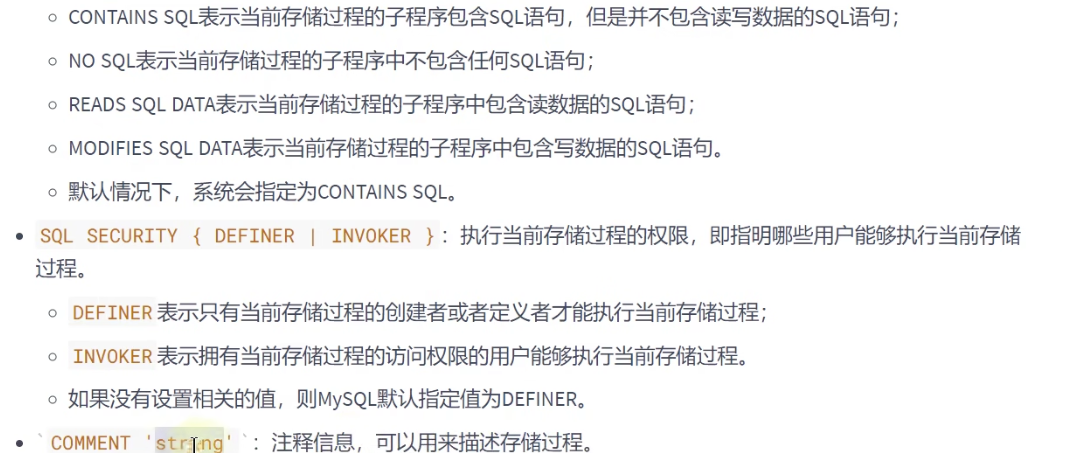 CONTAINS SQL表示当前存储过程的子程序包含SQL语句，但是并不包含读写数据的SQL语句；
NO SQL表示当前存储过程的子程序中不包含任何SQL语句；
READS SQL DATA表示当前存储过程的子程序中包含读数据的SQL语句；
MODIFIES SQL DATA表示当前存储过程的子程序中包含写数据的SQL语句。
默认情况下，系统会指定为CONTAINS SQL。
SQL SECURITY { DEFINER | INVOKER }：执行当前存储过程的权限，即指明哪些用户能够执行当前存储
过程。
DEFINER表示只有当前存储过程的创建者或者定义者才能执行当前存储过程；
INVOKER表示拥有当前存储过程的访问权限的用户能够执行当前存储过程。
如果没有设置相关的值，则MySQL默认指定值为DEFINER。
`COMMENT 'string'`：注释信息，可以用来描述存储过程。